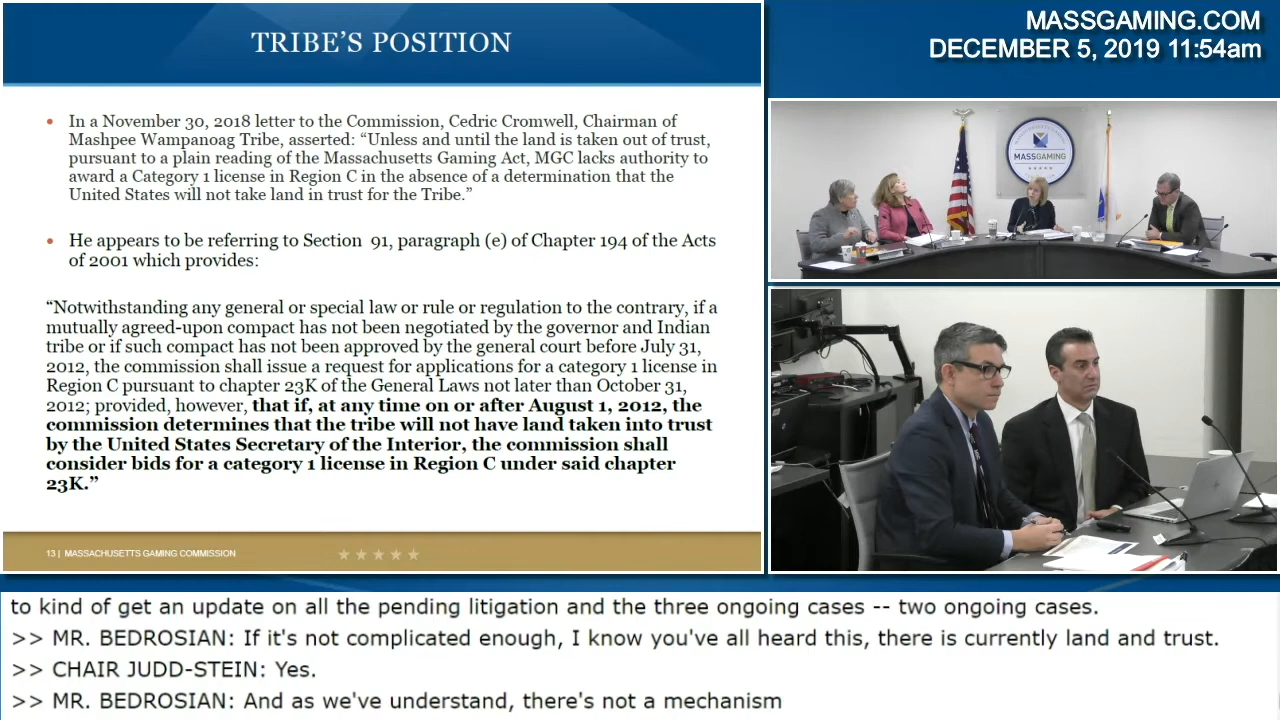 TRIBE'S POSITION
• In a November 30, 2018 letter to the Commission, Cedric Cromwell, Chairman of
Mashpee Wampanoag Tribe, asserted: “Unless and until the land is taken out of trust,
pursuant to a plain reading of the Massachusetts Gaming Act, MGC lacks authority to
award a Category 1 license in Region C in the absence of a determination that the
United States will not take land in trust for the Tribe.”
• He appears to be referring to Section 91, paragraph (e) of Chapter 194 of the Acts
of 2001 which provides:
“Notwithstanding any general or special law or rule or regulation to the contrary, if a
mutually agreed-upon compact has not been negotiated by the governor and Indian
tribe or if such compact has not been approved by the general court before July 31,
2012, the commission shall issue a request for applications for a category 1 license in
Region C pursuant to chapter 23K of the General Laws not later than October 31,
2012; provided, however, that if, at any time on or after August 1, 2012, the
commission determines that the tribe will not have land taken into trust
by the United States Secretary of the Interior, the commission shall
consider bids for a category 1 license in Region C under said chapter
23K.”
13 | MASSACHUSETTS GAMING COMMISSION
MASSGAMING.COM
DECEMBER 5, 2019 11:54am
MASSGAMING
to kind of get an update on all the pending litigation and the three ongoing cases -- two ongoing cases.
>> MR. BEDROSIAN: If it's not complicated enough, I know you've all heard this, there is currently land and trust.
>> CHAIR JUDD-STEIN: Yes.
>> MR. BEDROSIAN: And as we've understand, there's not a mechanism